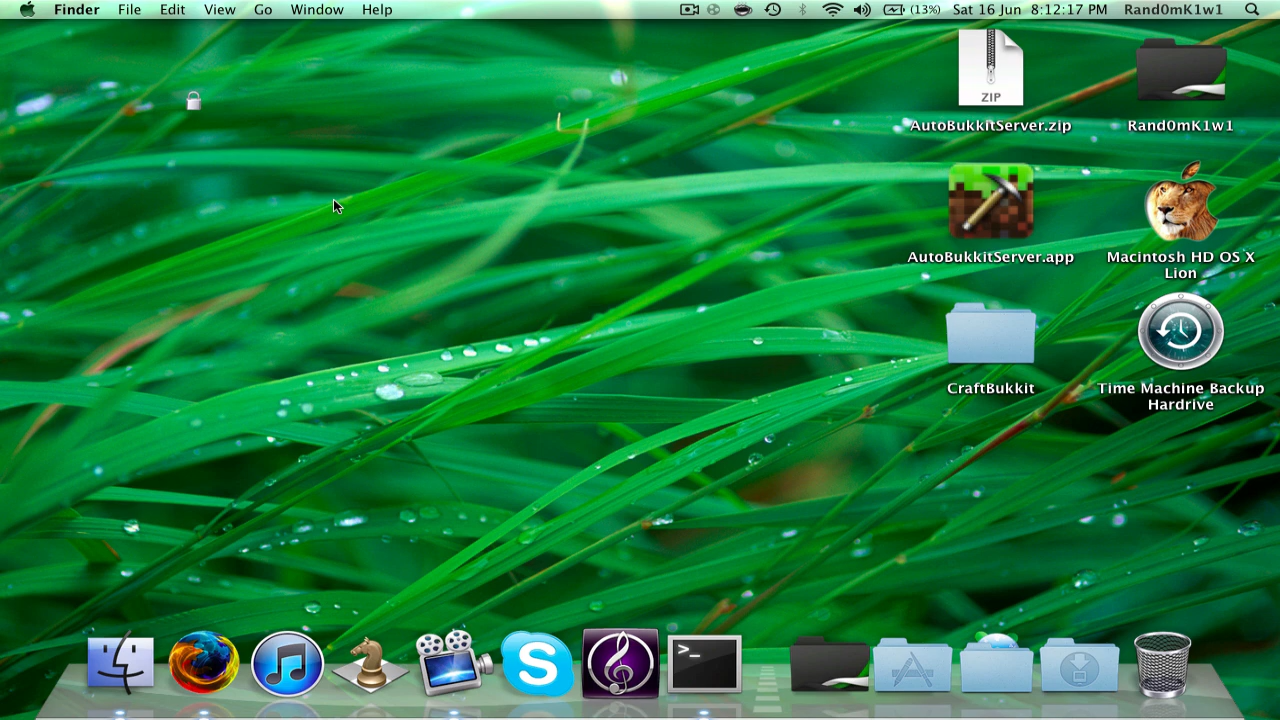 Finder File Edit View Go Window Help (13%) Sat 16 Jun 8:12:17 PM Rand0mK1w1
ZIP
AutoBukkitServer.zip
Rand0mK1w1
AutoBukkitServer.app
Macintosh HD OS X
Lion
CraftBukkit
Time Machine Backup
Hardrive
S
>_